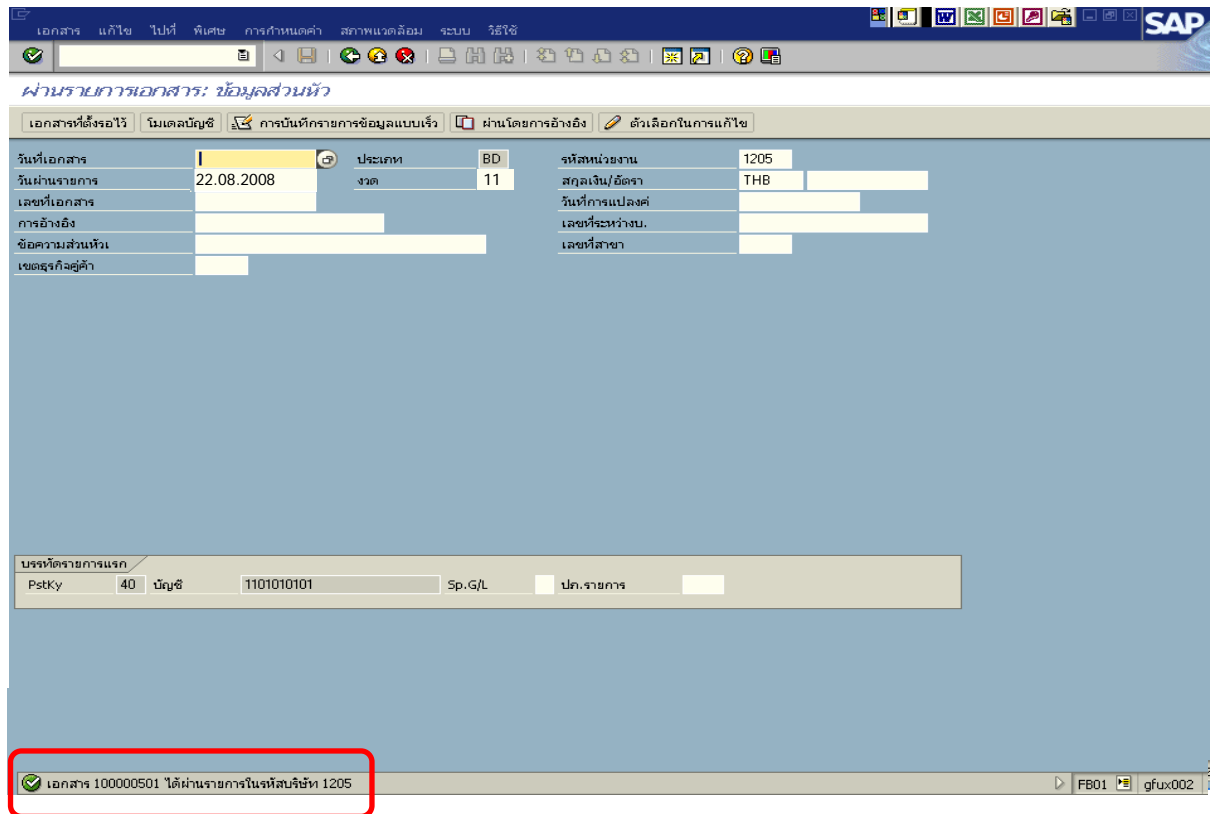 เอกสาร แก้ไข ไปที่ พิเศษ การกำหนดค่า สภาพแวดล้อม ระบบ วิธีใช้
SAP
ผ่านรายการเอกสาร: ข้อมูลส่วนหัว
เอกสารที่ตั้งรอไว้ โมเดลบัญชี การบันทึกรายการข้อมูลแบบเร็ว ผ่านโดยการอ้างอิง ตัวเลือกในการแก้ไข
วันที่เอกสาร ประเภท BD รหัสหน่วยงาน 1205
วันผ่านรายการ 22.08.2008 งวด 11 สกุลเงิน/อัตรา THB
เลขที่เอกสาร วันที่การแปลงค่
การอ้างอิง เลขที่ระหว่างบ.
ข้อความส่วนหัวเ เลขที่สาขา
เขตธุรกิจคู่ค้า
บรรทัดรายการแรก
PstKy 40 บัญชี 1101010101 Sp.G/L ปภ.รายการ
เอกสาร 100000501 ได้ผ่านรายการในรหัสบริษัท 1205
FB01 gfux002